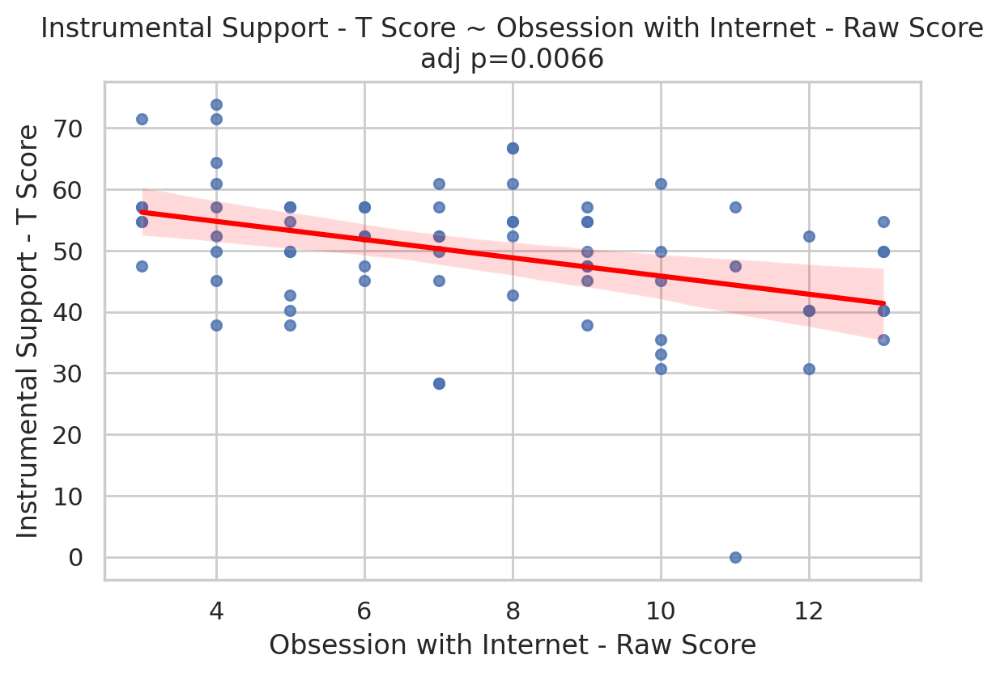 Instrumental Support - T Score ~ Obsession with Internet - Raw Score
adj p=0.0066
Instrumental Support - T Score
70
60
50
40
30
20
10
0
4 6 8 10 12
Obsession with Internet - Raw Score